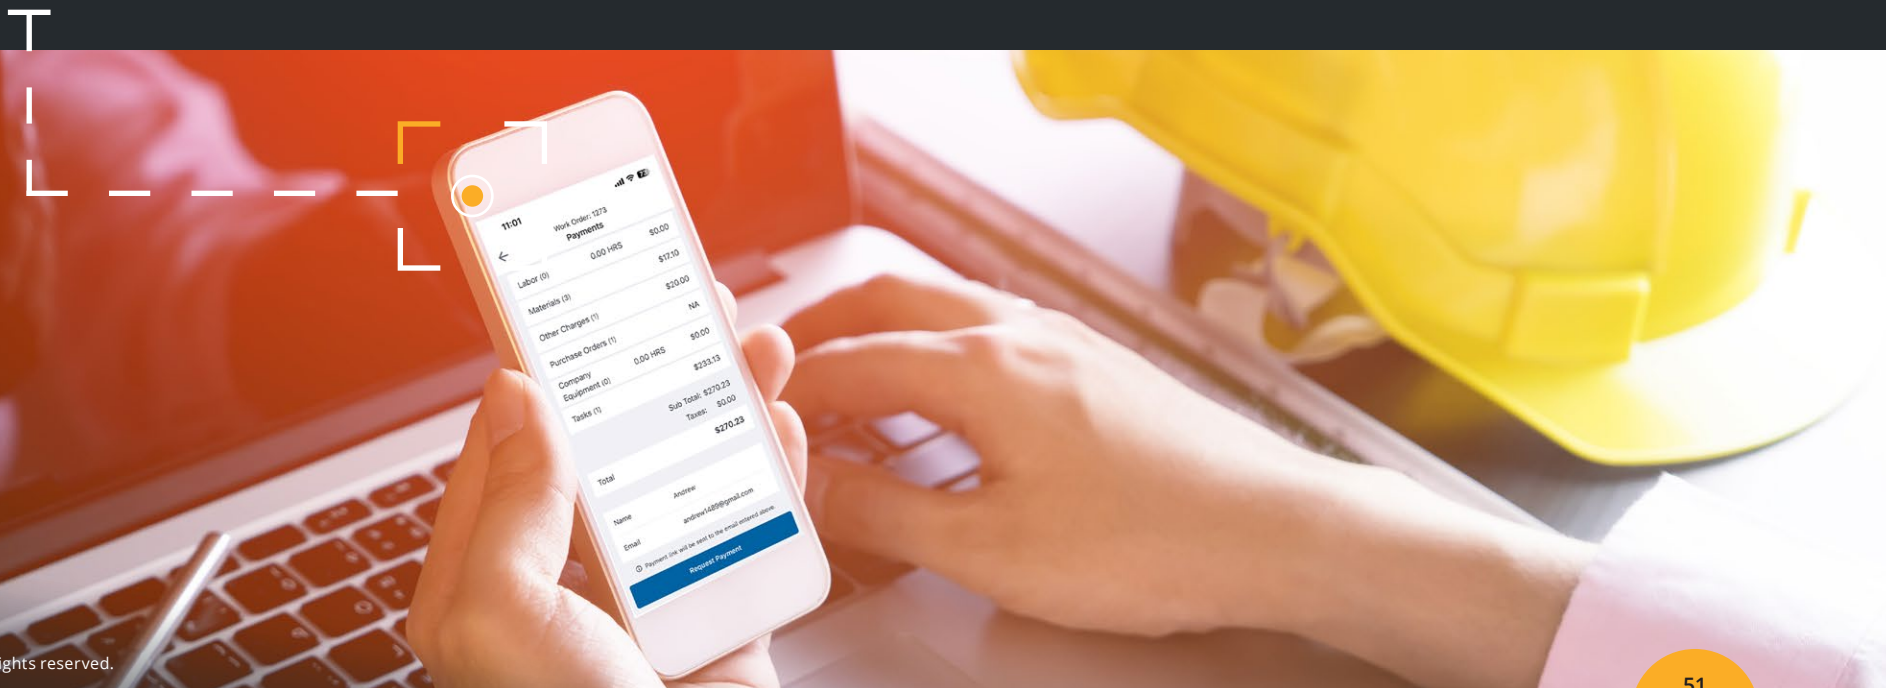 11:01
Work Order: 1273
Payments
Labor (0) 0.00 HRS $0.00
Materials (3) $17.10
Other Charges (1) $20.00
Purchase Orders (1) NA
Company
Equipment (0) 0.00 HRS $0.00
Tasks (1) $233.13
Sub Total: $270.23
Taxes: $0.00
Total $270.23
Name Andrew
Email andrew1489@gmail.com
Payment link will be sent to the email entered above.
Request Payment
ights reserved.
51